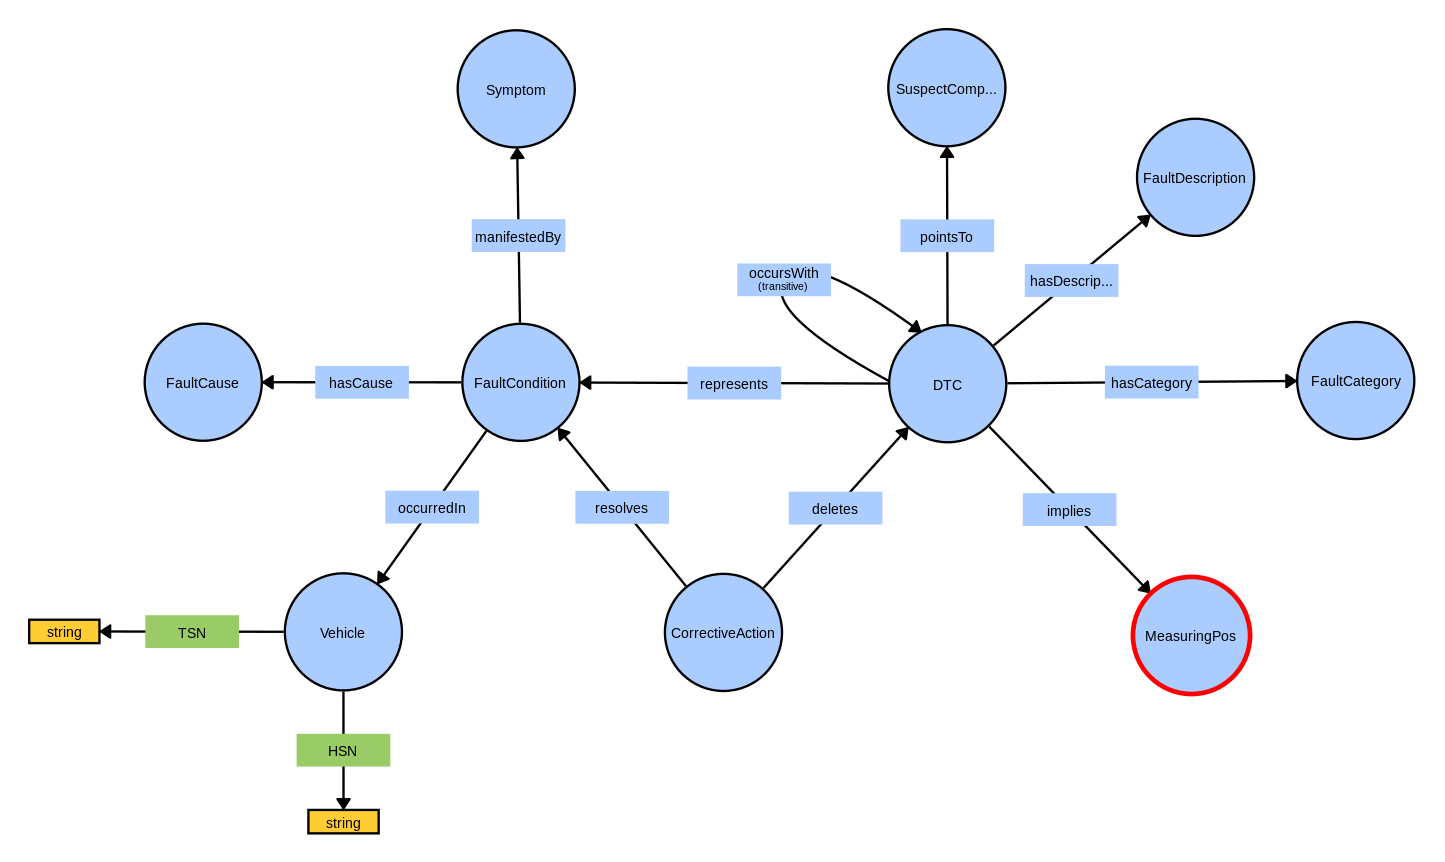 Symptom
SuspectComp...
FaultDescription
manifestedBy
pointsTo
occursWith
(transitive)
hasDescrip...
FaultCause
hasCause
FaultCondition
represents
DTC
hasCategory
FaultCategory
occurredIn
resolves
deletes
implies
string
TSN
Vehicle
CorrectiveAction
MeasuringPos
HSN
string